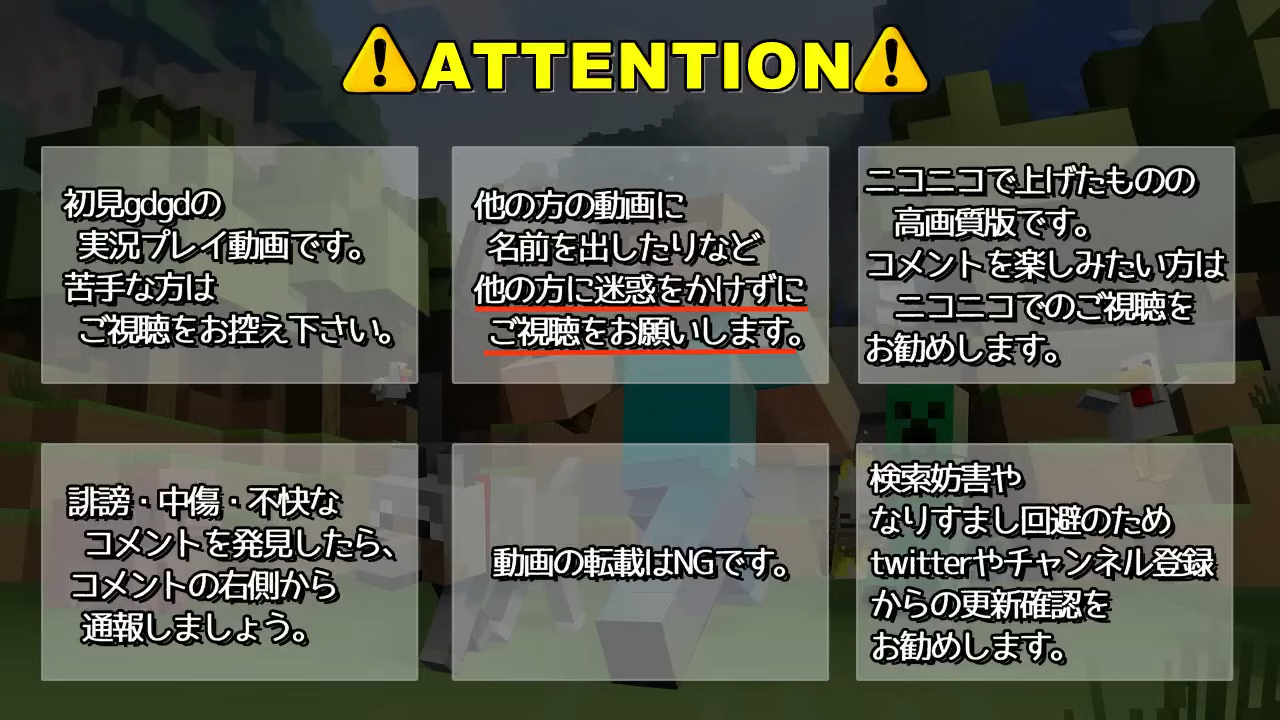 ⚠ATTENTION⚠
初見gdgdの
実況プレイ動画です。
苦手な方は
ご視聴をお控え下さい。
他の方の動画に
名前を出したりなど
他の方に迷惑をかけずに
ご視聴をお願いします。
ニコニコで上げたものの
高画質版です。
コメントを楽しみたい方は
ニコニコでのご視聴を
お勧めします。
誹謗・中傷・不快な
コメントを発見したら、
コメントの右側から
通報しましょう。
動画の転載はNGです。
検索妨害や
なりすまし回避のため
twitterやチャンネル登録
からの更新確認を
お勧めします。